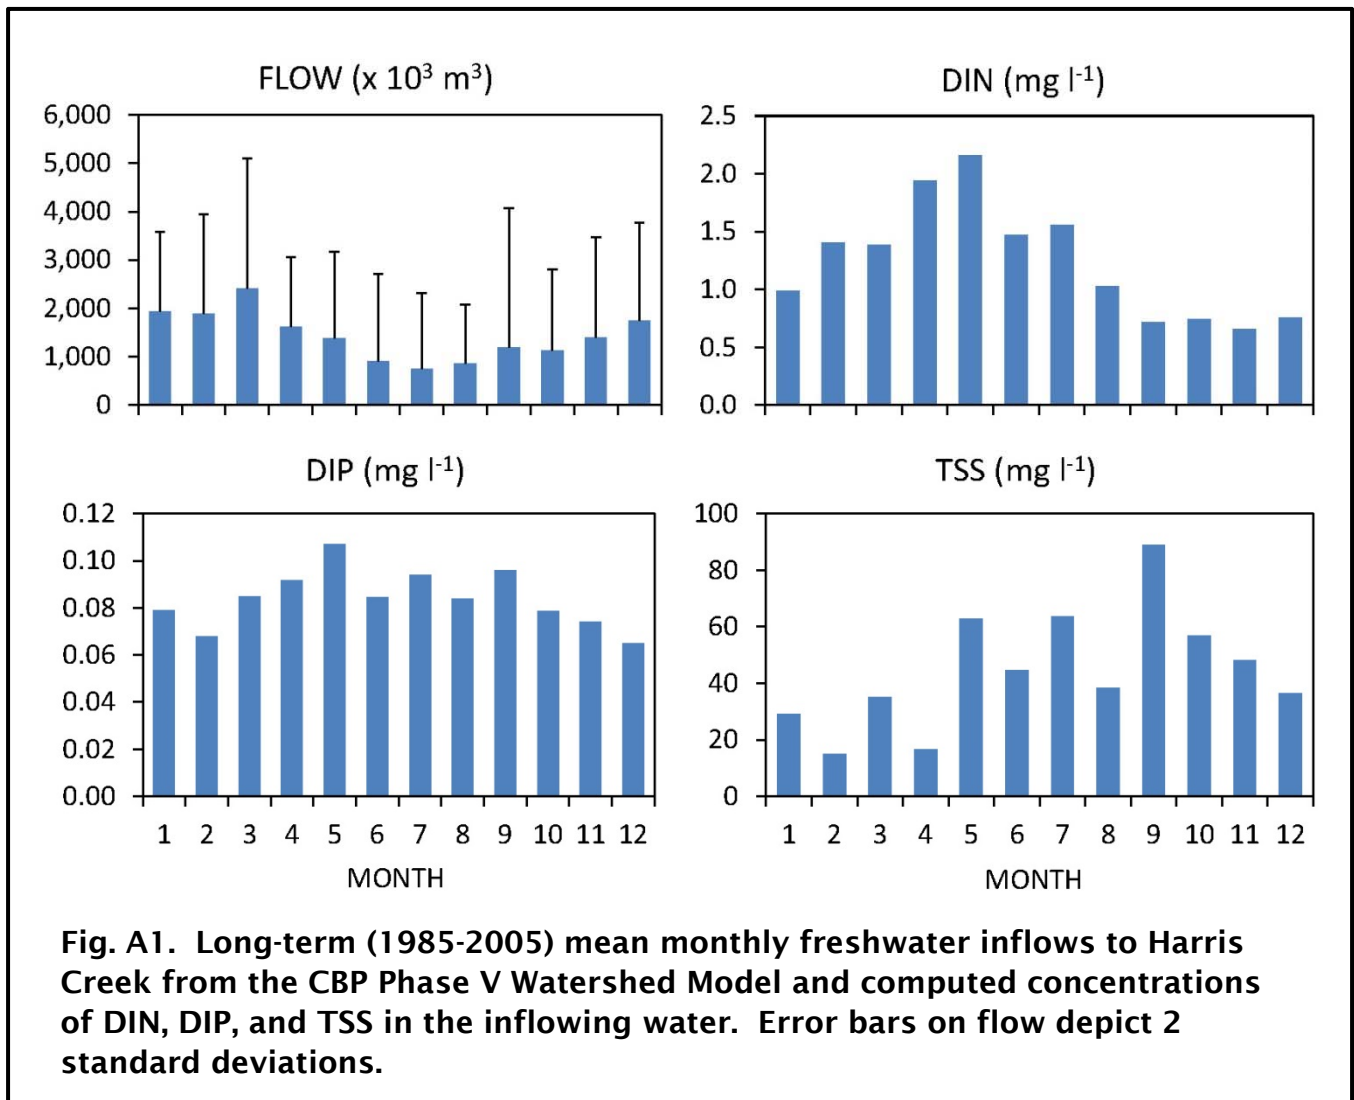 FLOW (x 10³ m³)
6,000
5,000
4,000
3,000
2,000
1,000
0
DIN (mg l⁻¹)
2.5
2.0
1.5
1.0
0.5
0.0
DIP (mg l⁻¹)
0.12
0.10
0.08
0.06
0.04
0.02
0.00
1 2 3 4 5 6 7 8 9 10 11 12
MONTH
TSS (mg l⁻¹)
100
80
60
40
20
0
1 2 3 4 5 6 7 8 9 10 11 12
MONTH
Fig. A1. Long-term (1985-2005) mean monthly freshwater inflows to Harris
Creek from the CBP Phase V Watershed Model and computed concentrations
of DIN, DIP, and TSS in the inflowing water. Error bars on flow depict 2
standard deviations.